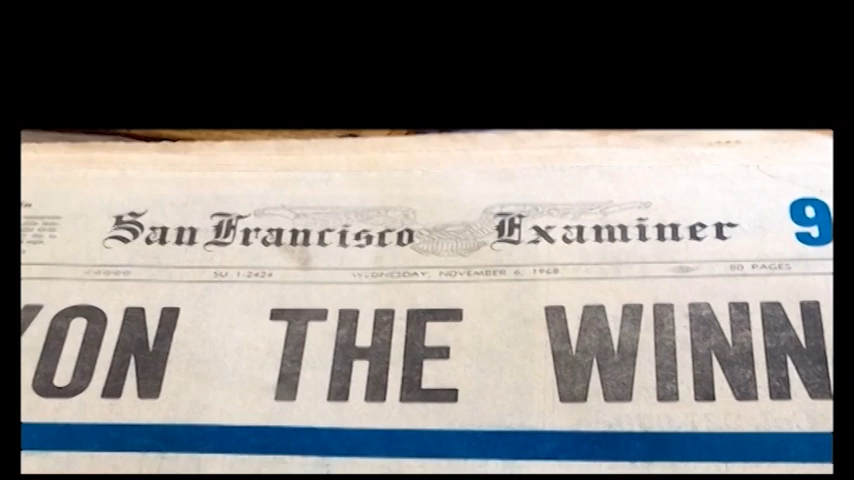 San Francisco Examiner 9
SU 1-2424 WEDNESDAY, NOVEMBER 6, 1968 80 PAGES
XON THE WINN